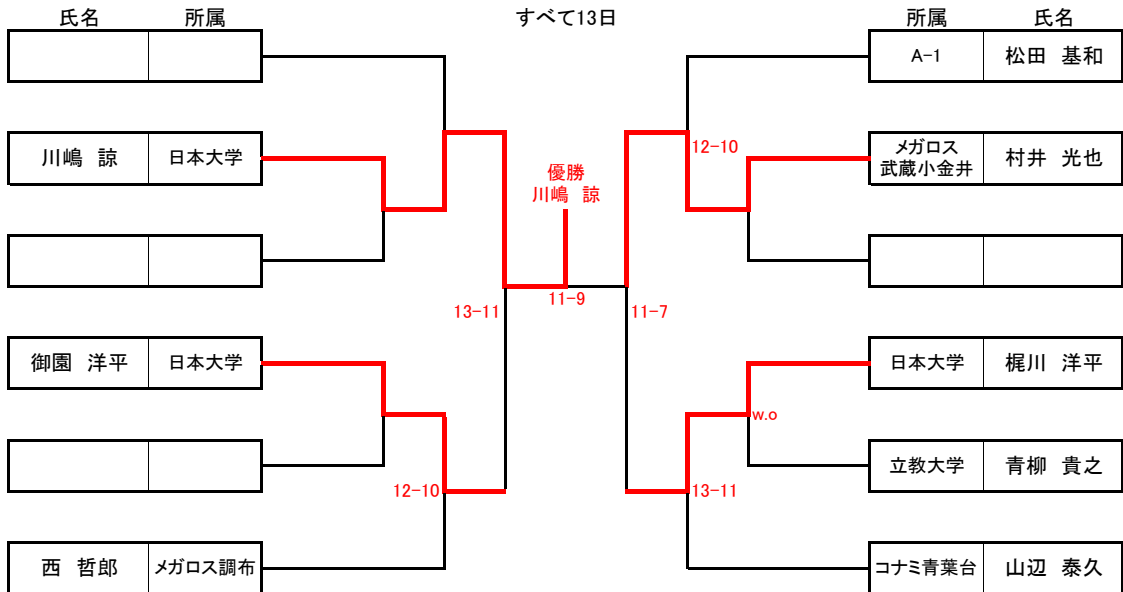 氏名 所属 すべて13日 所属 氏名
A-1 松田 基和
川嶋 諒 日本大学
12-10
メガロス
武蔵小金井 村井 光也
優勝
川嶋 諒
11-9
13-11 11-7
御園 洋平 日本大学
日本大学 梶川 洋平
w.o
立教大学 青柳 貴之
12-10 13-11
西 哲郎 メガロス調布
コナミ青葉台 山辺 泰久